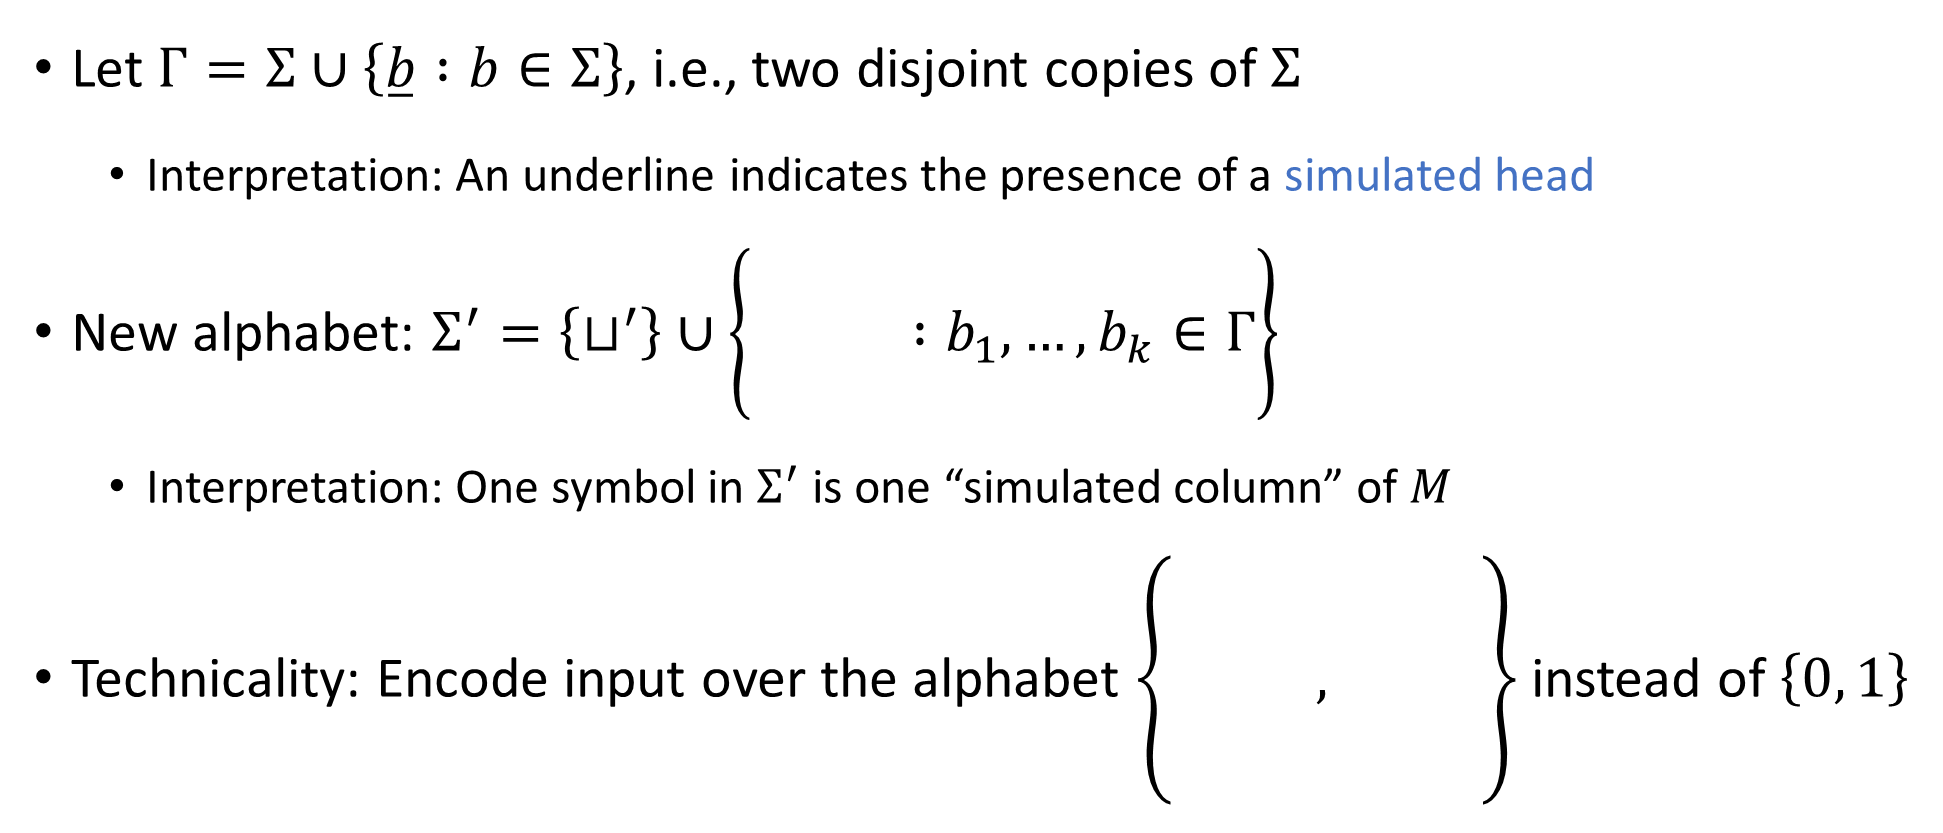 • Let Γ = Σ ∪ {b̲ : b ∈ Σ}, i.e., two disjoint copies of Σ
• Interpretation: An underline indicates the presence of a simulated head
• New alphabet: Σ′ = {⊔′} ∪ { : b₁, … , bₖ ∈ Γ}
• Interpretation: One symbol in Σ′ is one “simulated column” of M
• Technicality: Encode input over the alphabet { , } instead of {0, 1}